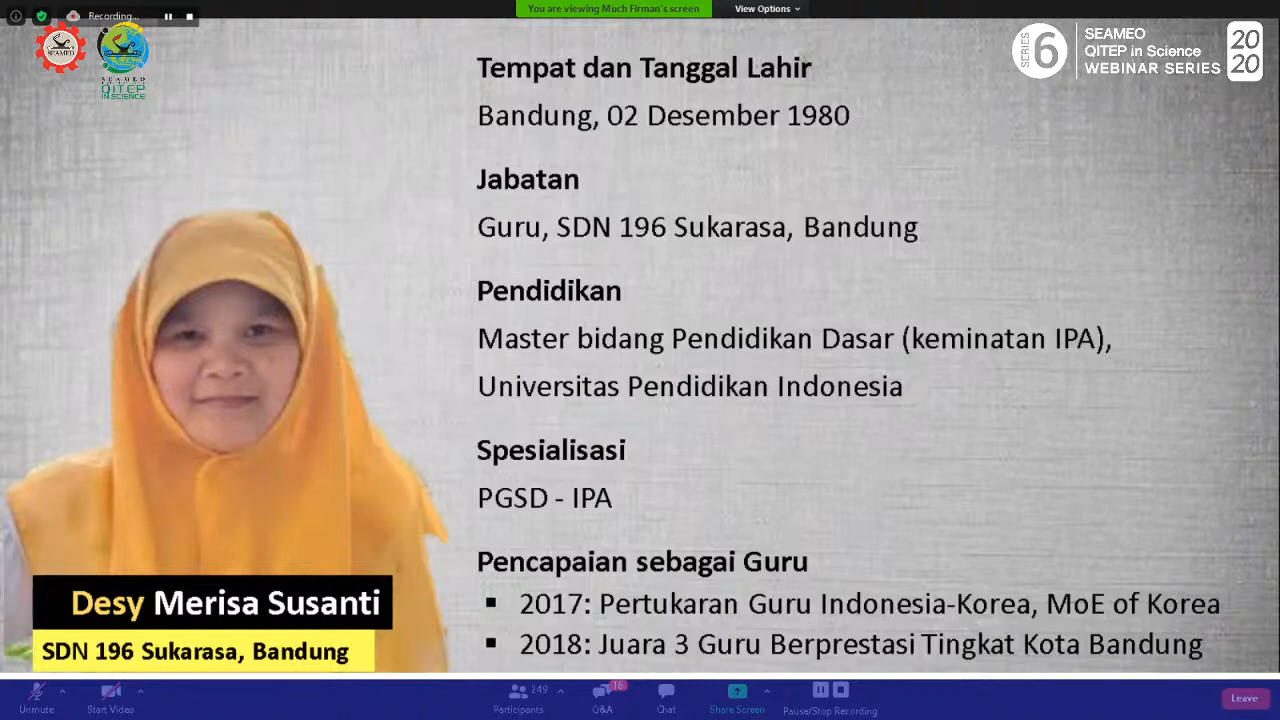 Recording...
You are viewing Much Firman's screen
View Options
SEAMEO
SEAMEO
QITEP
IN SCIENCE
SERIES
6
SEAMEO
QITEP in Science
WEBINAR SERIES
20
20
Tempat dan Tanggal Lahir
Bandung, 02 Desember 1980
Jabatan
Guru, SDN 196 Sukarasa, Bandung
Pendidikan
Master bidang Pendidikan Dasar (keminatan IPA),
Universitas Pendidikan Indonesia
Spesialisasi
PGSD - IPA
Pencapaian sebagai Guru
▪ 2017: Pertukaran Guru Indonesia-Korea, MoE of Korea
▪ 2018: Juara 3 Guru Berprestasi Tingkat Kota Bandung
Desy Merisa Susanti
SDN 196 Sukarasa, Bandung
249
16
Unmute
Start Video
Participants
Q&A
Chat
Share Screen
Pause/Stop Recording
Leave